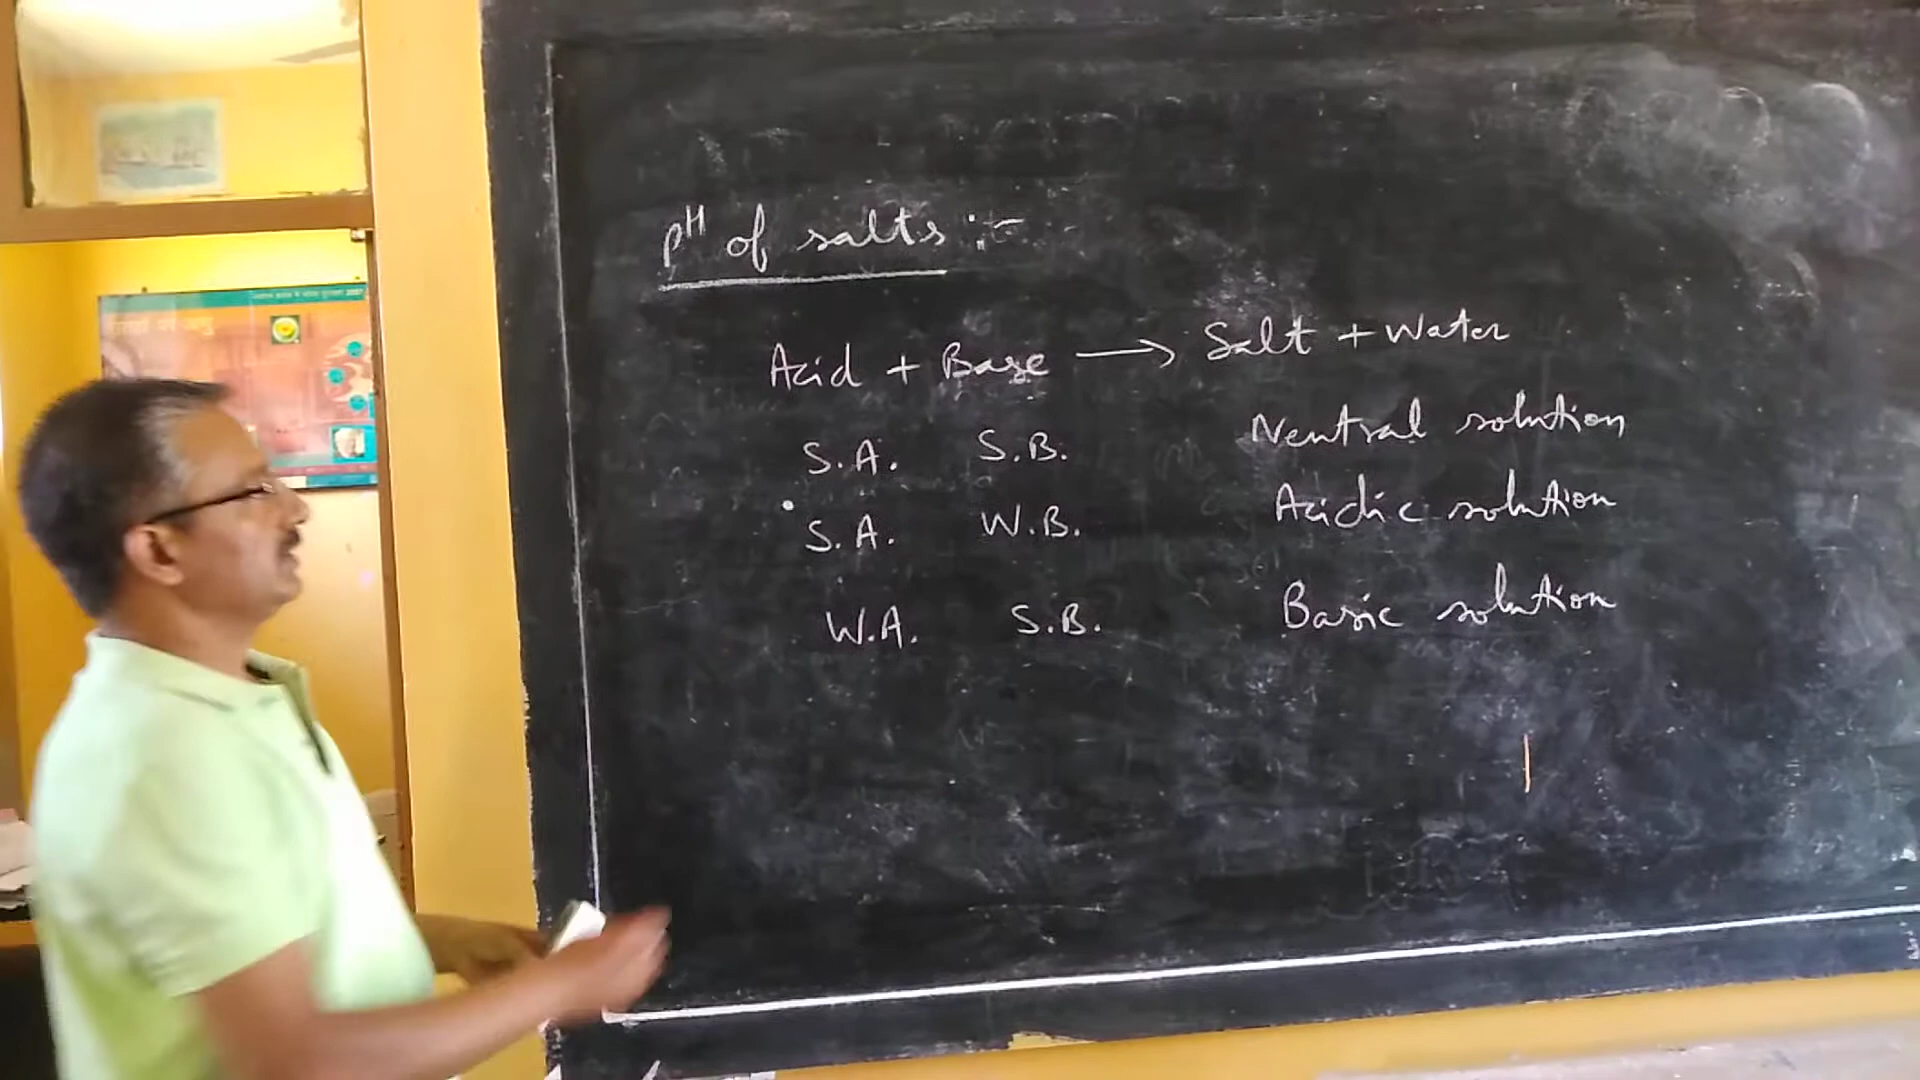 pH of salts :-
Acid + Base → Salt + Water
S.A. S.B. Neutral solution
S.A. W.B. Acidic solution
W.A. S.B. Basic solution